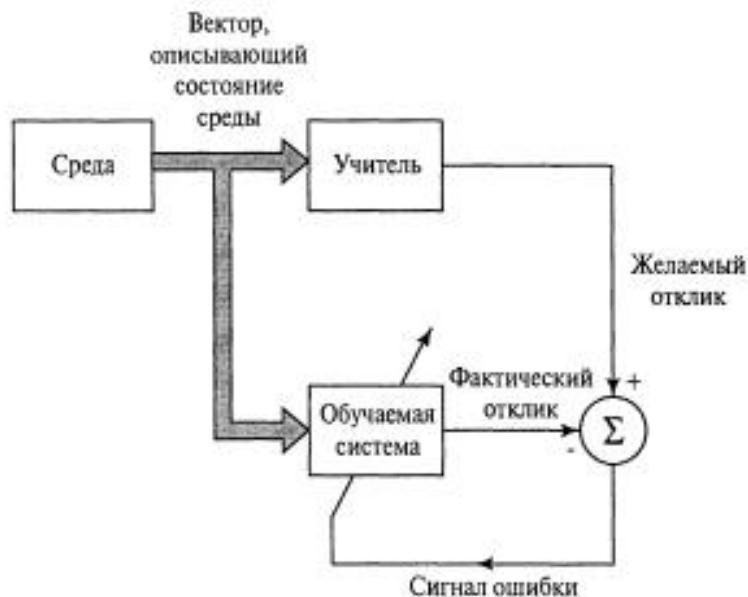 Вектор,
описывающий
состояние
среды
Среда
Учитель
Желаемый
отклик
Фактический
отклик
+
Обучаемая
система
Σ
-
Сигнал ошибки